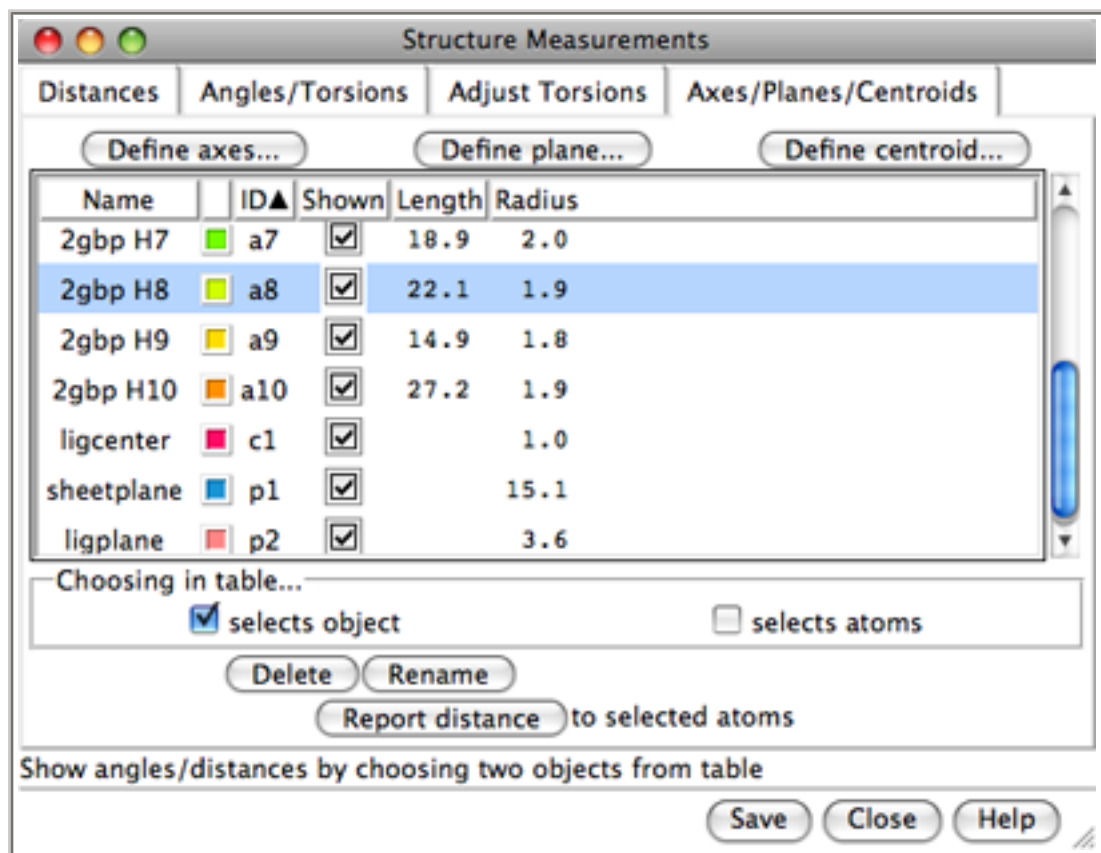 Structure Measurements
Distances Angles/Torsions Adjust Torsions Axes/Planes/Centroids
Define axes... Define plane... Define centroid...
Name ID▲ Shown Length Radius
2gbp H7 a7 18.9 2.0
2gbp H8 a8 22.1 1.9
2gbp H9 a9 14.9 1.8
2gbp H10 a10 27.2 1.9
ligcenter c1 1.0
sheetplane p1 15.1
ligplane p2 3.6
Choosing in table...
selects object selects atoms
Delete Rename
Report distance to selected atoms
Show angles/distances by choosing two objects from table
Save Close Help